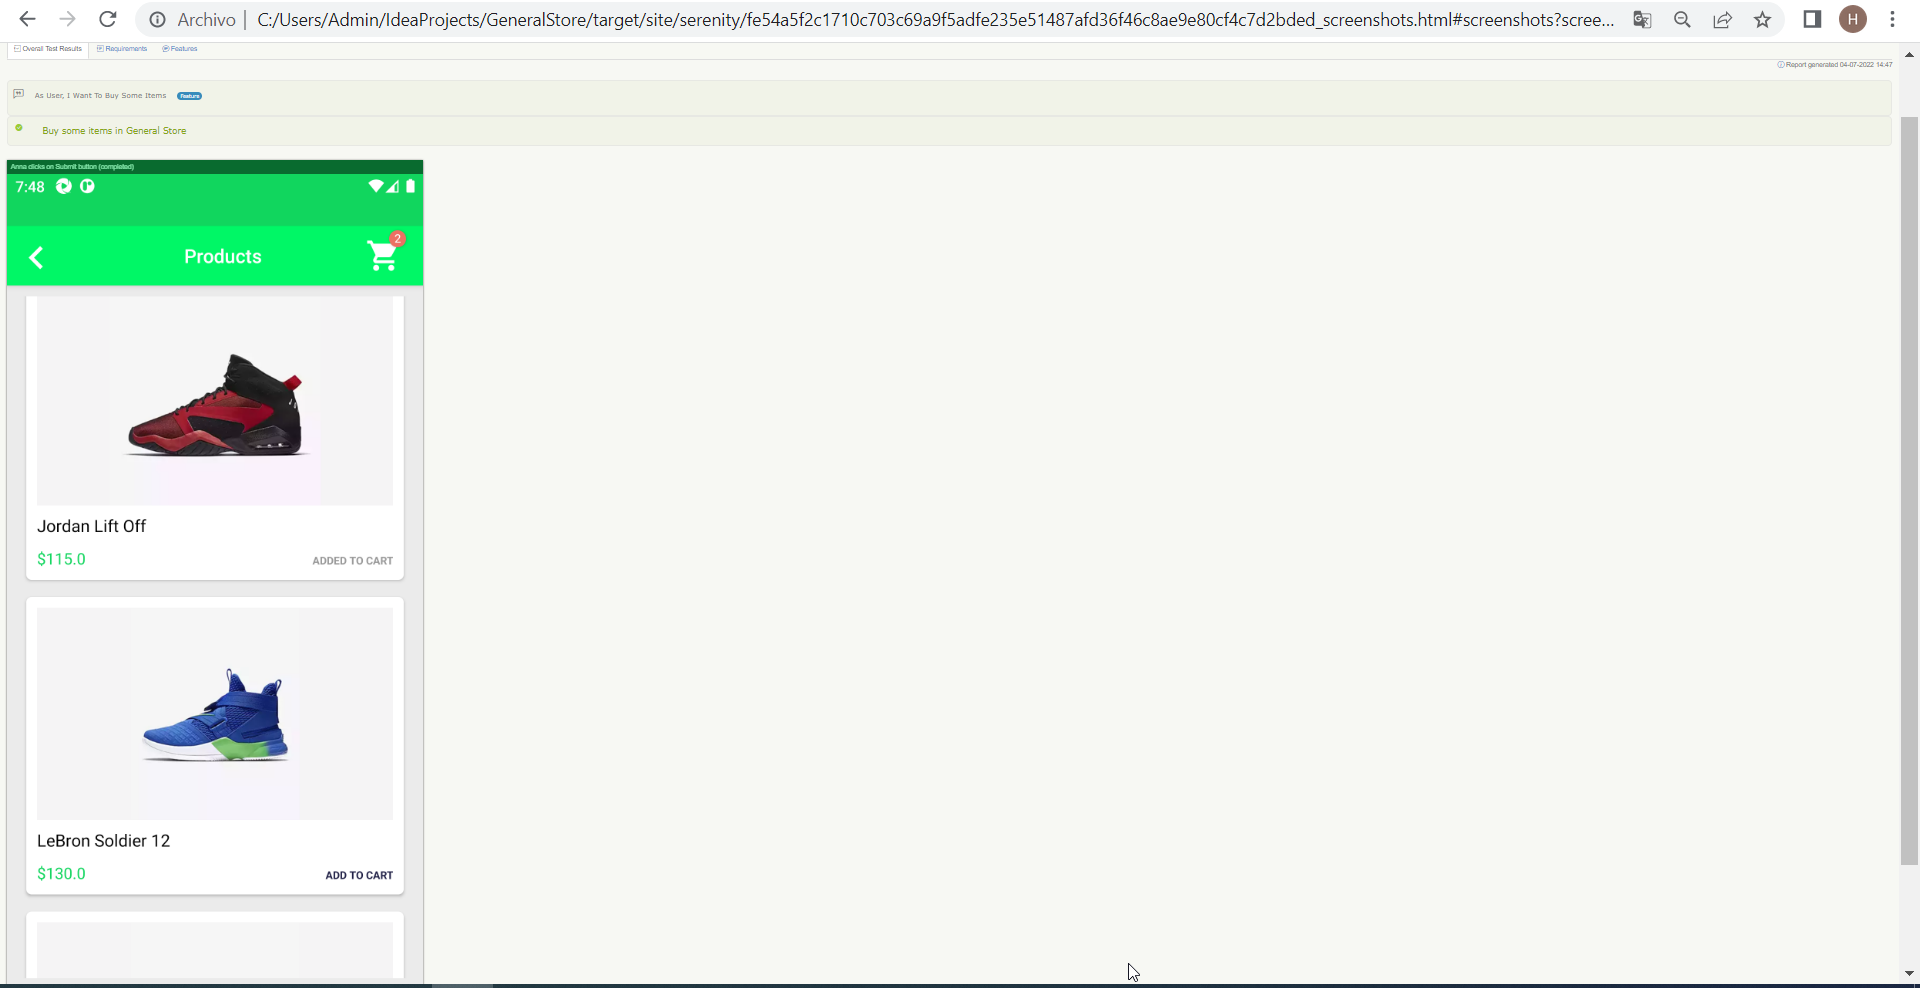 Archivo | C:/Users/Admin/IdeaProjects/GeneralStore/target/site/serenity/fe54a5f2c1710c703c69a9f5adfe235e51487afd36f46c8ae9e80cf4c7d2bded_screenshots.html#screenshots?scree...
H
Overall Test Results Requirements Features
Report generated 04-07-2022 14:47
As User, I Want To Buy Some Items Feature
Buy some items in General Store
Anna clicks on Submit button (completed)
7:48
Products 2
Jordan Lift Off
$115.0 ADDED TO CART
LeBron Soldier 12
$130.0 ADD TO CART